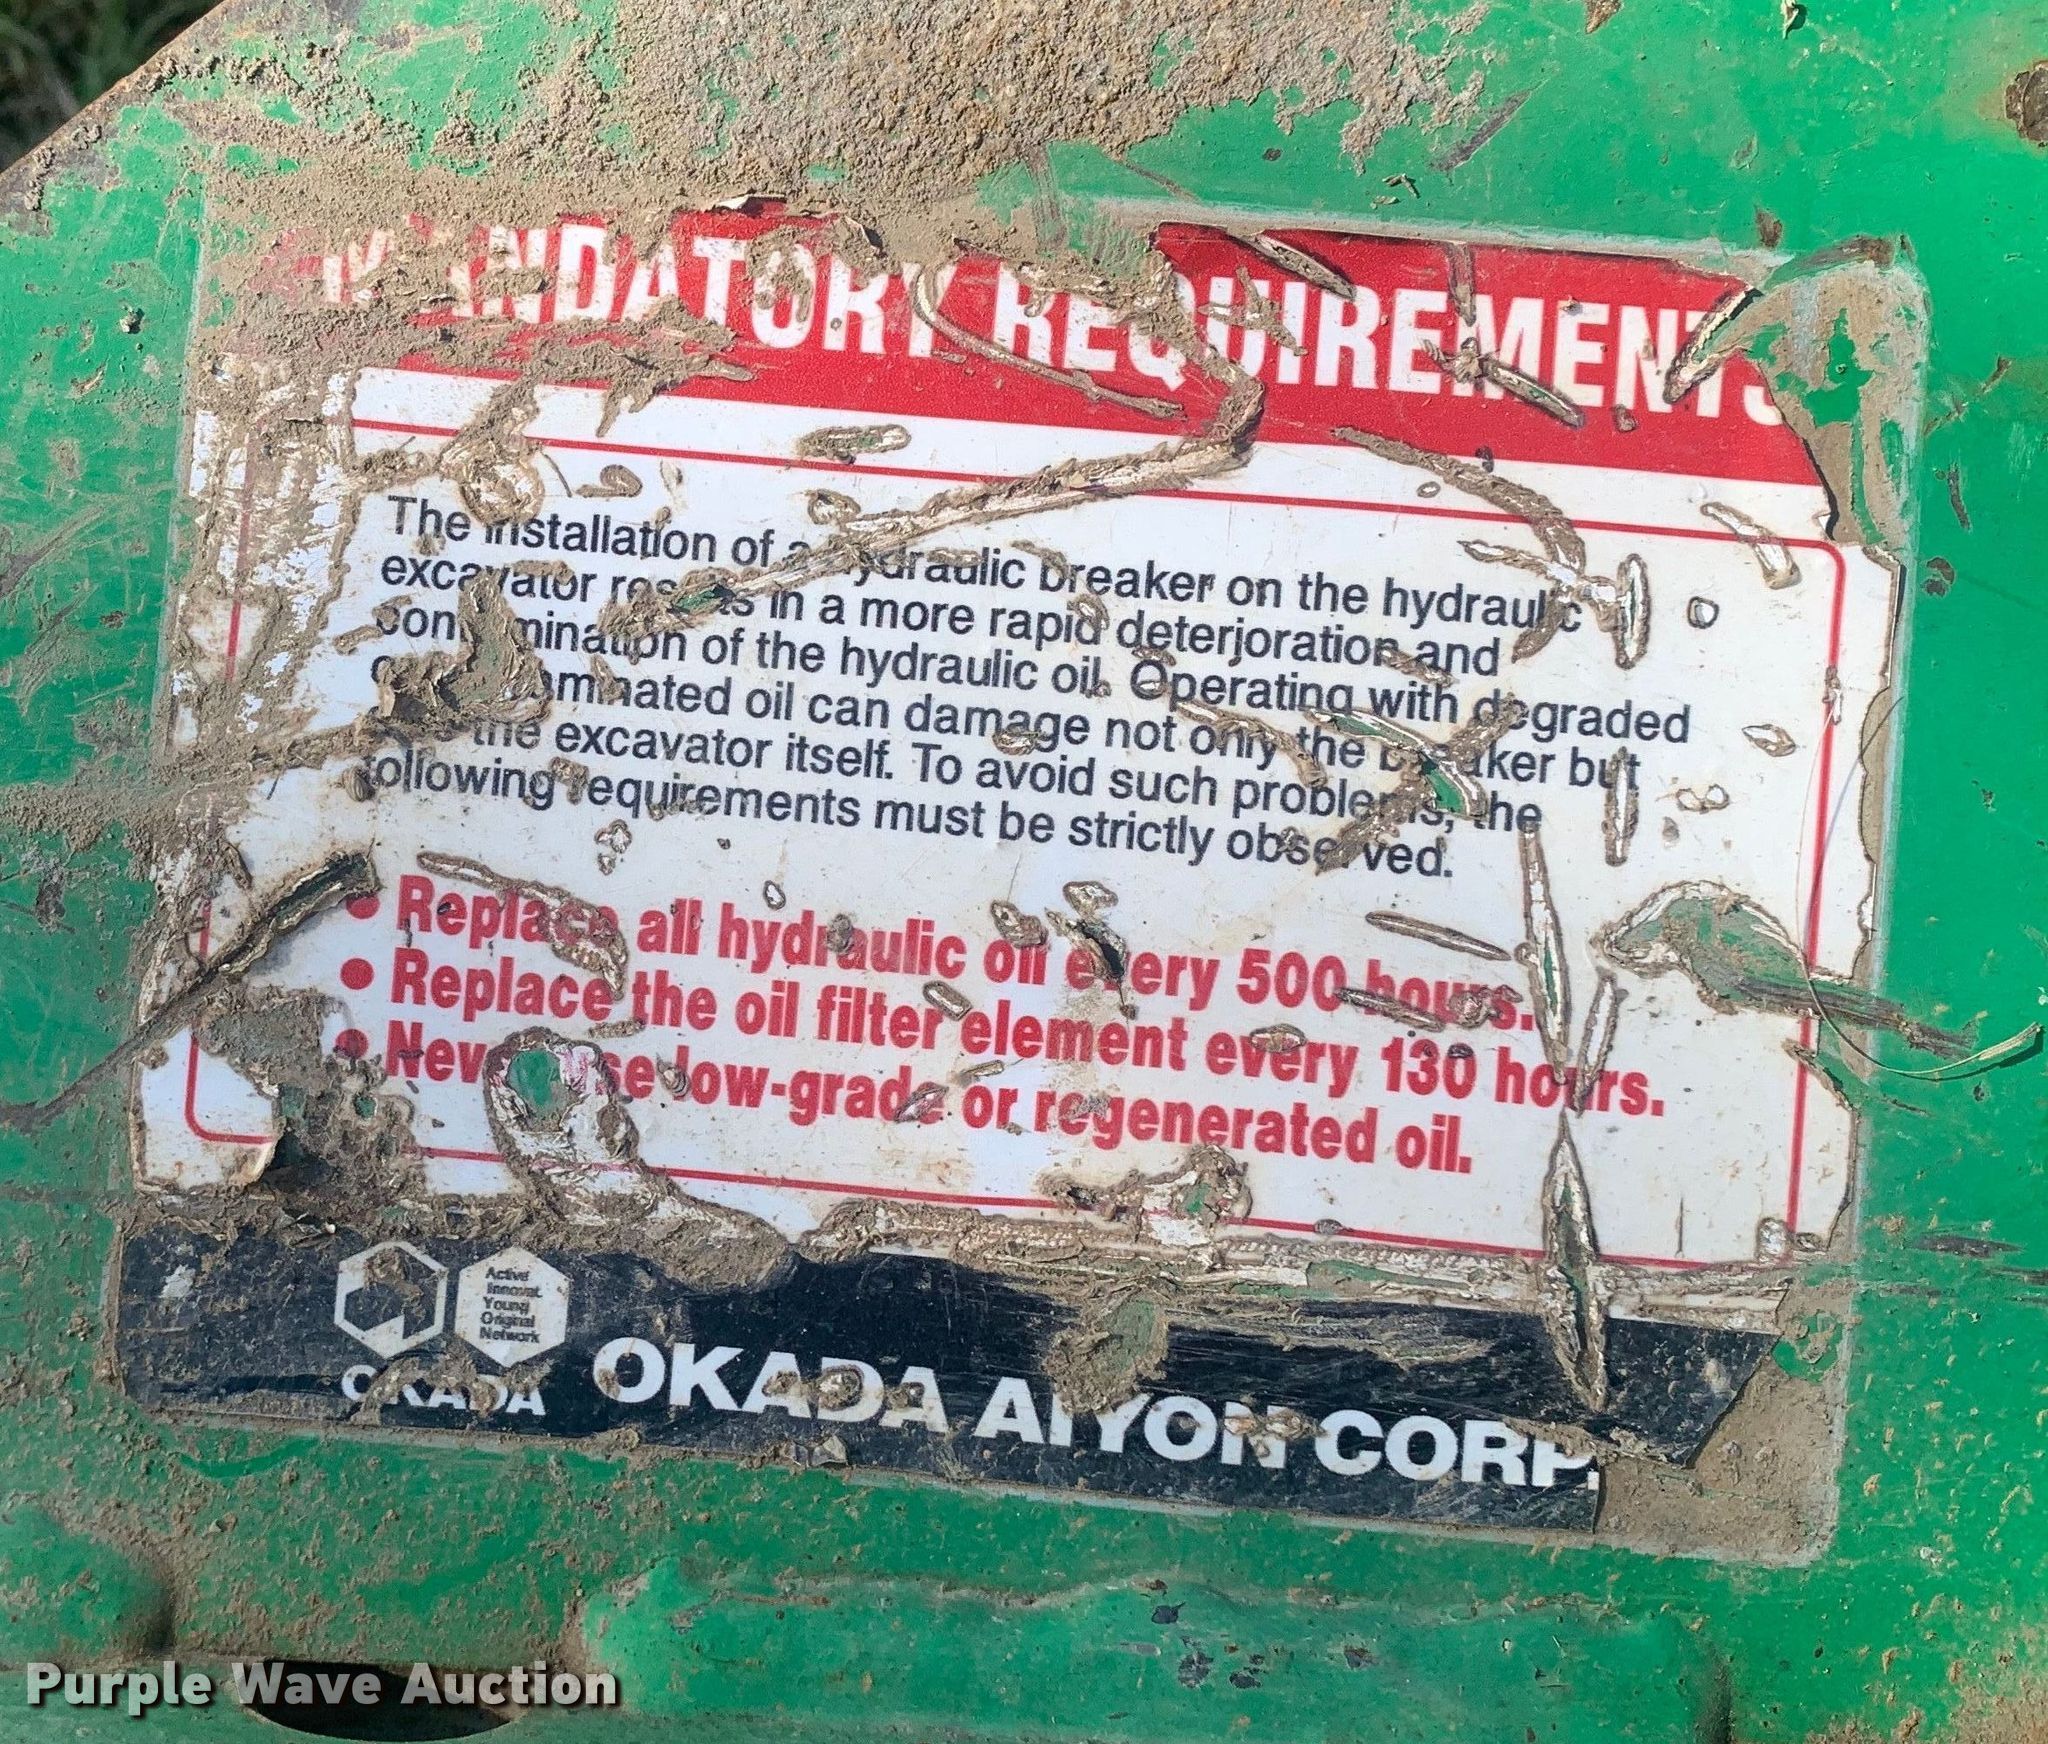 MANDATORY REQUIREMENTS
The installation of a hydraulic breaker on the hydraulic
excavator results in a more rapid deterioration and
contamination of the hydraulic oil. Operating with degraded
contaminated oil can damage not only the breaker but
the excavator itself. To avoid such problems, the
following requirements must be strictly observed.
● Replace all hydraulic oil every 500 hours.
● Replace the oil filter element every 130 hours.
● Never use low-grade or regenerated oil.
Active
Innovat.
Young
Original
Network
OKADA
OKADA AIYON CORP.
Purple Wave Auction